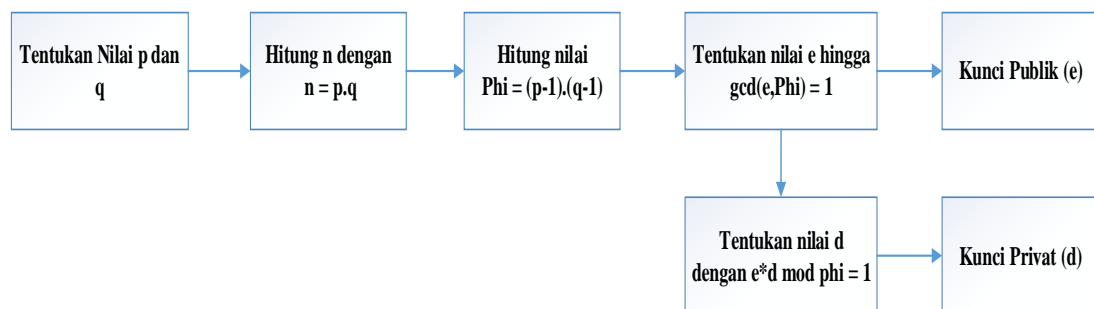 Tentukan Nilai p dan
q
Hitung n dengan
n = p.q
Hitung nilai
Phi = (p-1).(q-1)
Tentukan nilai e hingga
gcd(e,Phi) = 1
Kunci Publik (e)
Tentukan nilai d
dengan e*d mod phi = 1
Kunci Privat (d)